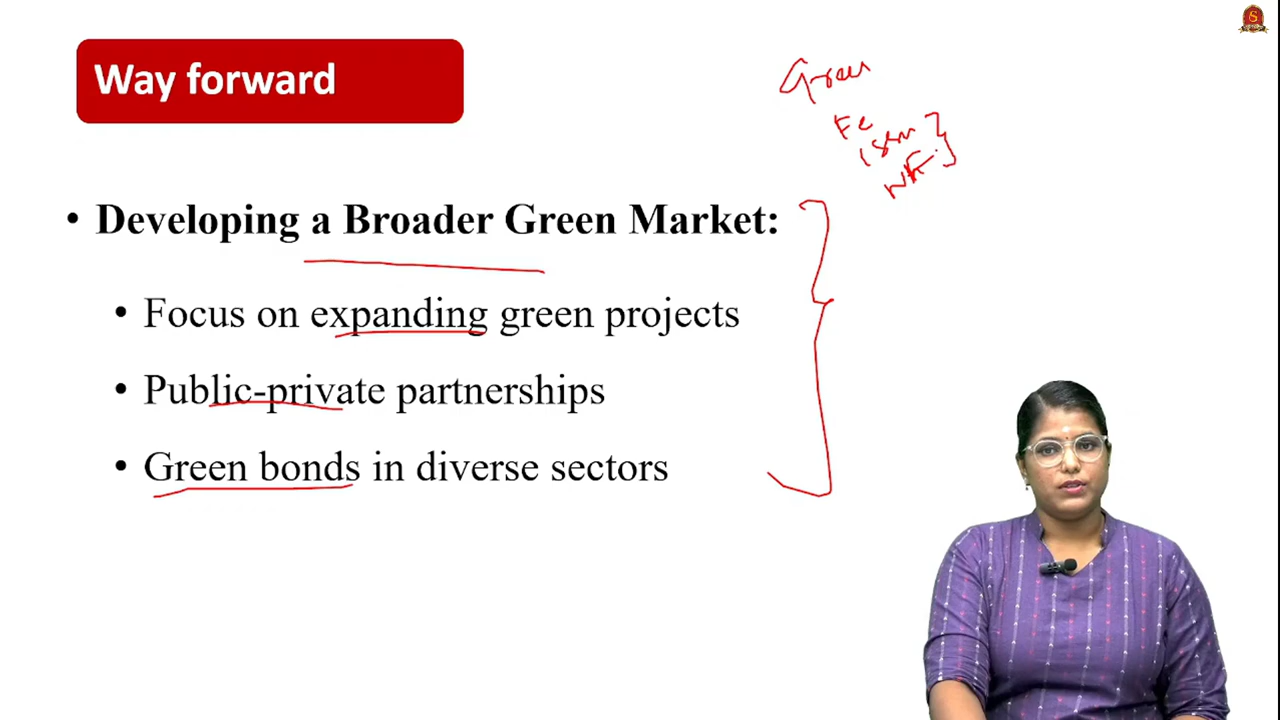 Way forward
Green
• Developing a Broader Green Market:
• Focus on expanding green projects
• Public-private partnerships
• Green bonds in diverse sectors